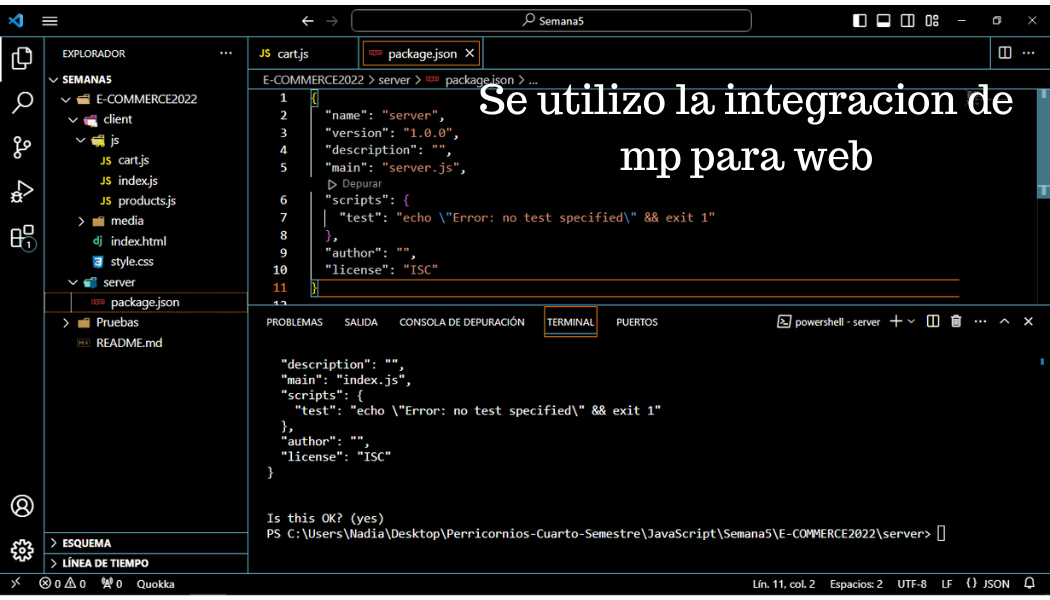 Semana5
EXPLORADOR ...
JS cart.js
package.json
E-COMMERCE2022 > server > package.json > ...
SEMANA5
E-COMMERCE2022
client
js
JS cart.js
JS index.js
JS products.js
media
dj index.html
style.css
server
package.json
Pruebas
README.md
ESQUEMA
LÍNEA DE TIEMPO
1
Se utilizo la integracion de
mp para web
1 {
2 "name": "server",
3 "version": "1.0.0",
4 "description": "",
5 "main": "server.js",
Depurar
6 "scripts": {
7 "test": "echo \"Error: no test specified\" && exit 1"
8 },
9 "author": "",
10 "license": "ISC"
11 }
12
PROBLEMAS SALIDA CONSOLA DE DEPURACIÓN TERMINAL PUERTOS
powershell - server
"description": "",
"main": "index.js",
"scripts": {
"test": "echo \"Error: no test specified\" && exit 1"
},
"author": "",
"license": "ISC"
}
Is this OK? (yes)
PS C:\Users\Nadia\Desktop\Perricornios-Cuarto-Semestre\JavaScript\Semana5\E-COMMERCE2022\server>
0 0 0 Quokka
Lín. 11, col. 2 Espacios: 2 UTF-8 LF {} JSON